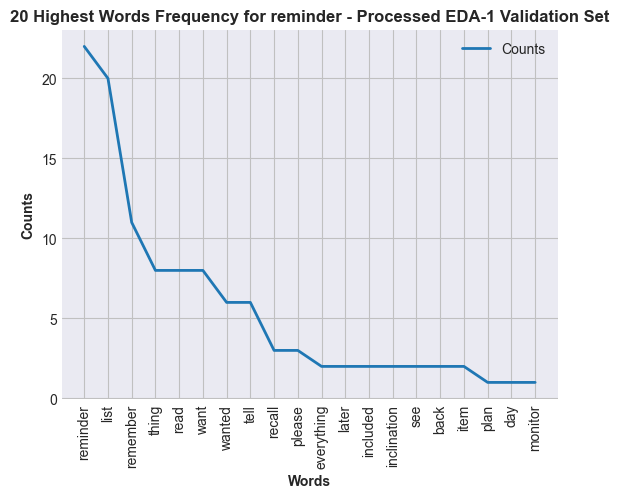 20 Highest Words Frequency for reminder - Processed EDA-1 Validation Set
Counts
20
15
10
5
0
Counts
reminder
list
remember
thing
read
want
wanted
tell
recall
please
everything
later
included
inclination
see
back
item
plan
day
monitor
Words